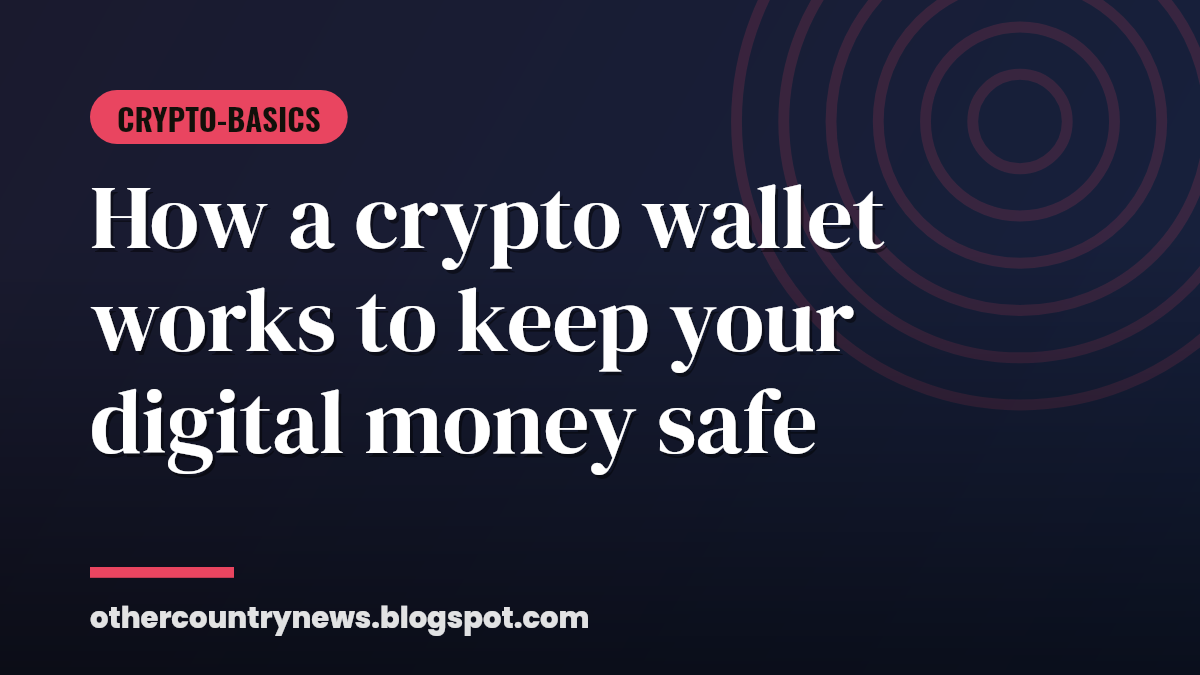 CRYPTO-BASICS
How a crypto wallet
works to keep your
digital money safe
othercountrynews.blogspot.com